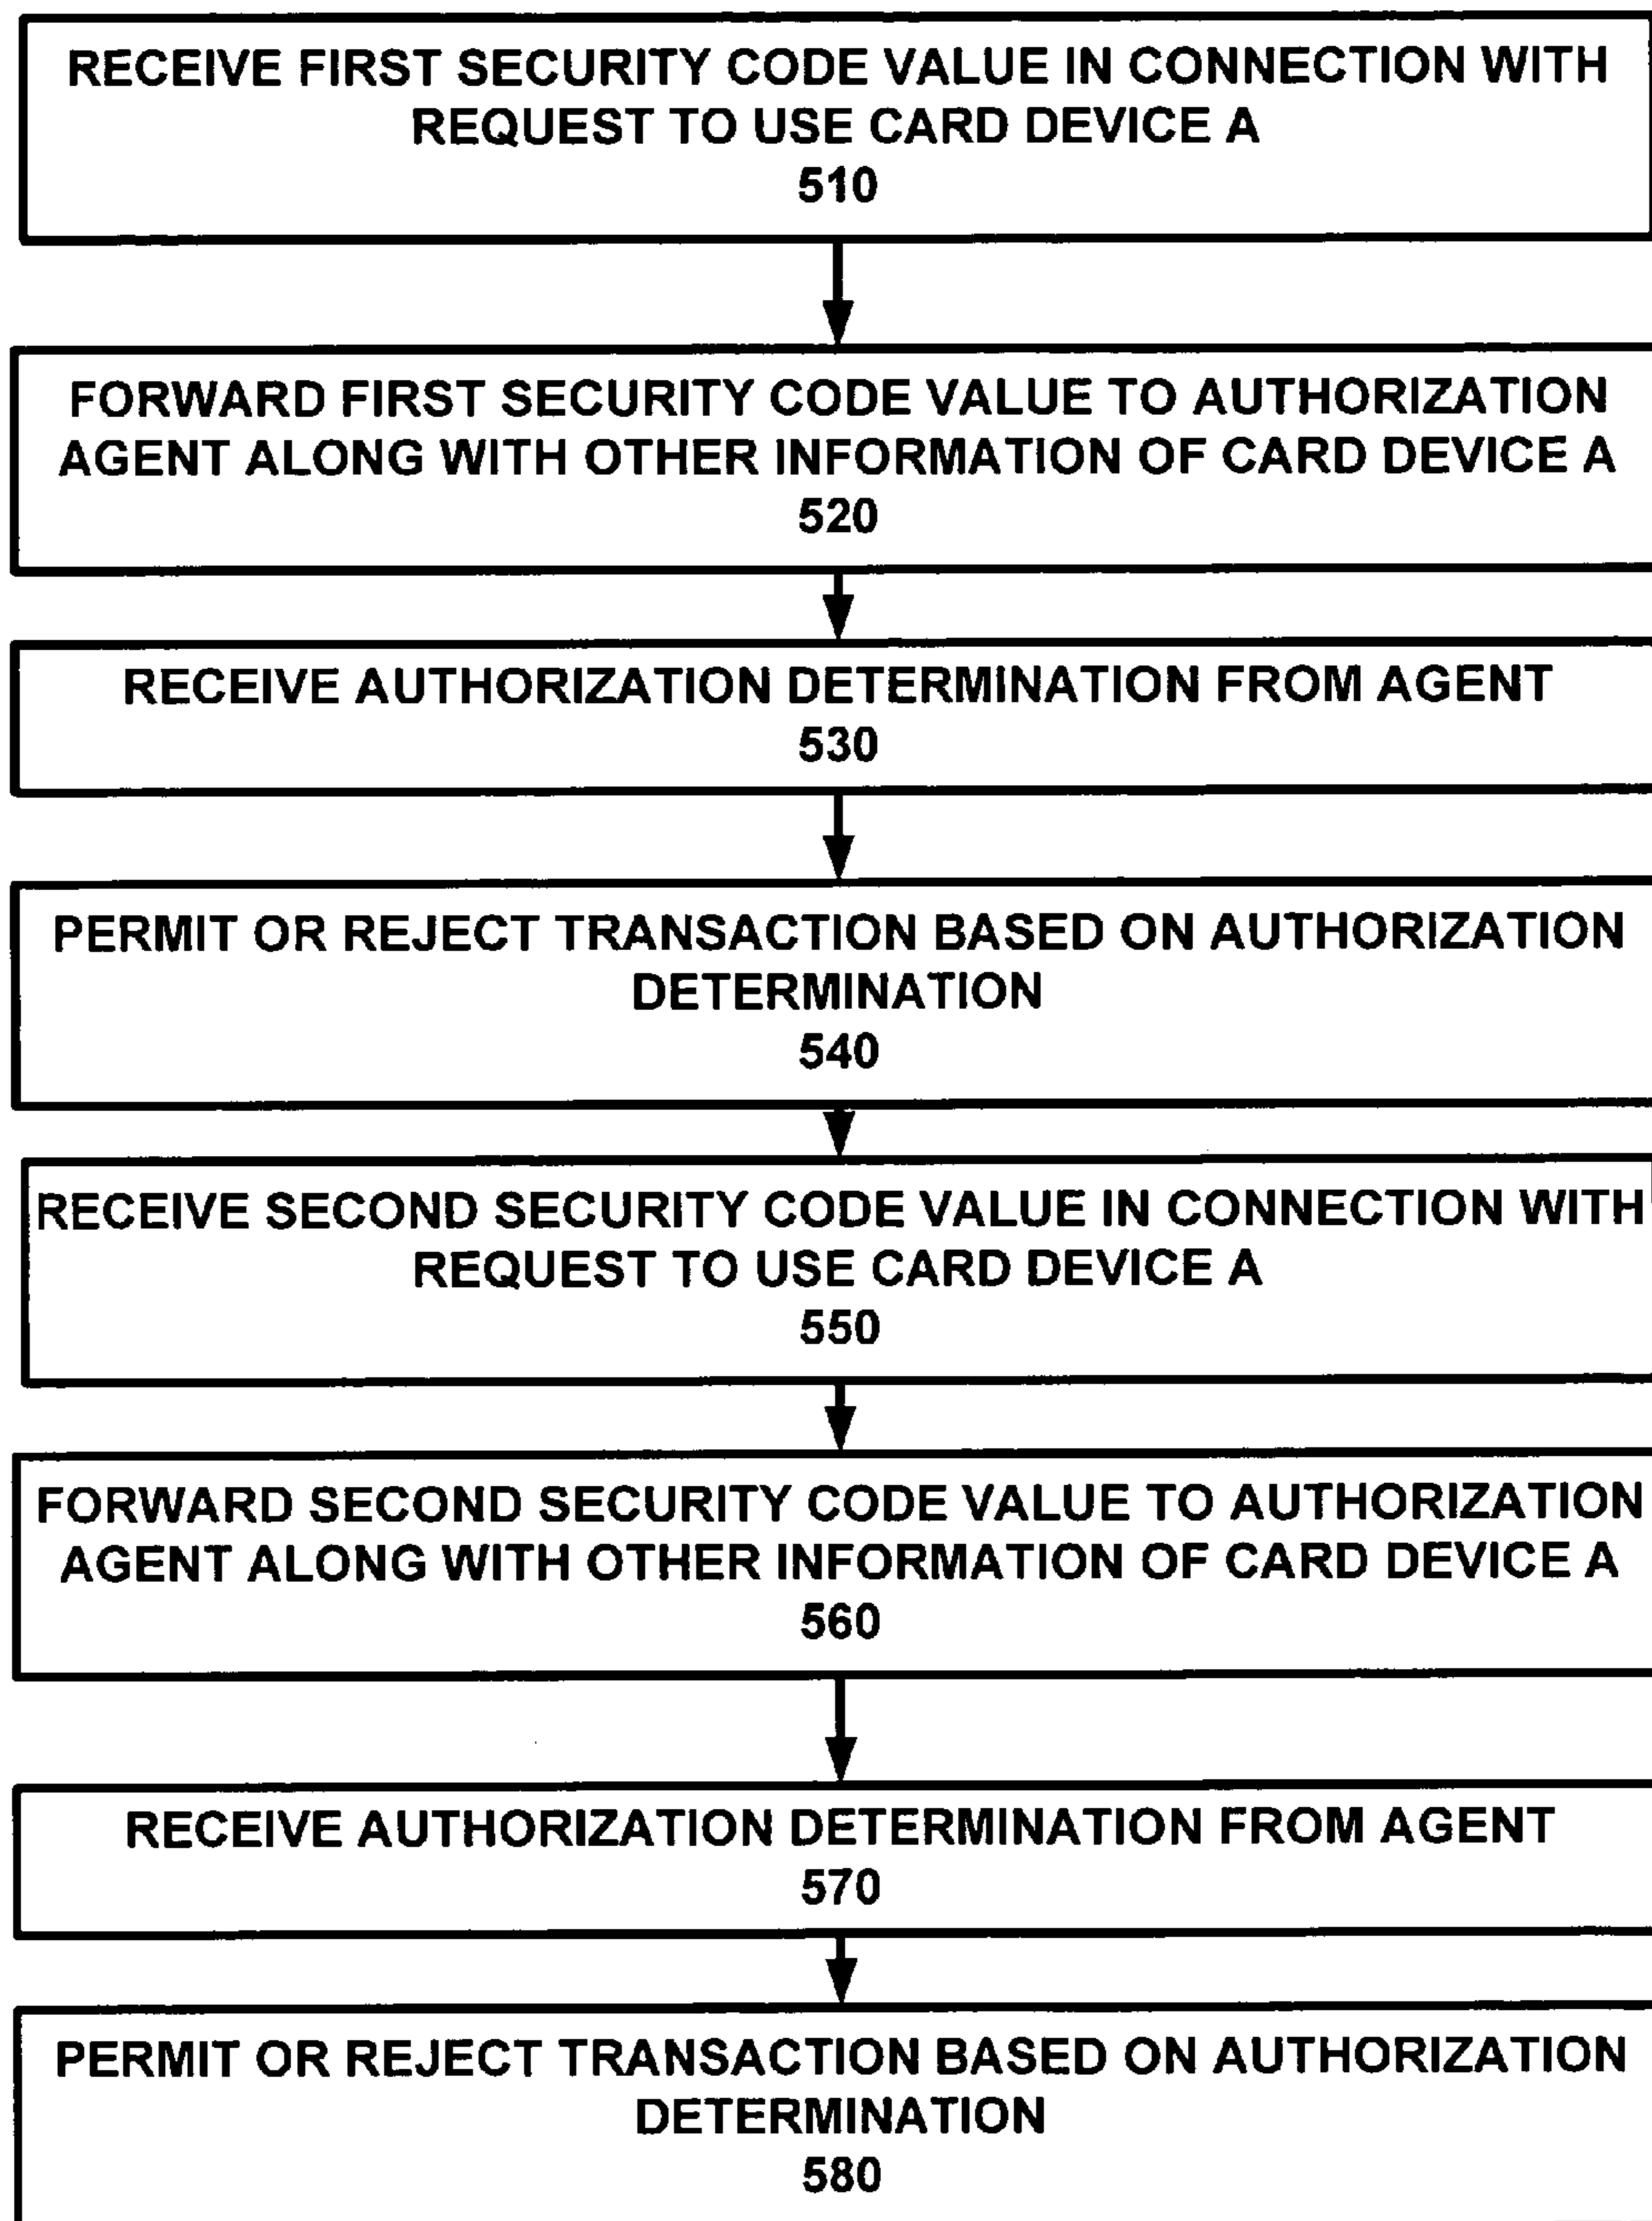 RECEIVE FIRST SECURITY CODE VALUE IN CONNECTION WITH
REQUEST TO USE CARD DEVICE A
510
FORWARD FIRST SECURITY CODE VALUE TO AUTHORIZATION
AGENT ALONG WITH OTHER INFORMATION OF CARD DEVICE A
520
RECEIVE AUTHORIZATION DETERMINATION FROM AGENT
530
PERMIT OR REJECT TRANSACTION BASED ON AUTHORIZATION
DETERMINATION
540
RECEIVE SECOND SECURITY CODE VALUE IN CONNECTION WITH
REQUEST TO USE CARD DEVICE A
550
FORWARD SECOND SECURITY CODE VALUE TO AUTHORIZATION
AGENT ALONG WITH OTHER INFORMATION OF CARD DEVICE A
560
RECEIVE AUTHORIZATION DETERMINATION FROM AGENT
570
PERMIT OR REJECT TRANSACTION BASED ON AUTHORIZATION
DETERMINATION
580